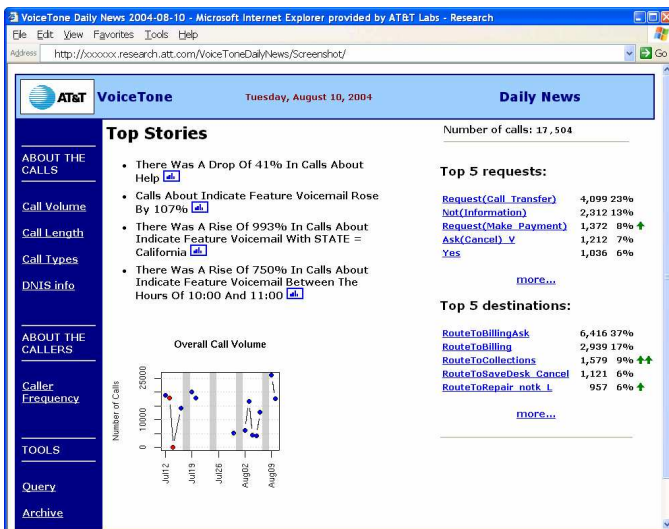 VoiceTone Daily News 2004-08-10 - Microsoft Internet Explorer provided by AT&T Labs - Research
File Edit View Favorites Tools Help
Address http://xxxxxx.research.att.com/VoiceToneDailyNews/Screenshot/ Go
AT&T VoiceTone Tuesday, August 10, 2004 Daily News
ABOUT THE
CALLS
Call Volume
Call Length
Call Types
DNIS info
ABOUT THE
CALLERS
Caller
Frequency
TOOLS
Query
Archive
Top Stories
• There Was A Drop Of 41% In Calls About
Help
• Calls About Indicate Feature Voicemail Rose
By 107%
• There Was A Rise Of 993% In Calls About
Indicate Feature Voicemail With STATE =
California
• There Was A Rise Of 750% In Calls About
Indicate Feature Voicemail Between The
Hours Of 10:00 And 11:00
Overall Call Volume
Number of Calls
25000
10000
0
Jul12 Jul19 Jul26 Aug02 Aug09
Number of calls: 17,504
Top 5 requests:
Request(Call_Transfer) 4,099 23%
Not(Information) 2,312 13%
Request(Make_Payment) 1,372 8%
Ask(Cancel)_V 1,212 7%
Yes 1,036 6%
more...
Top 5 destinations:
RouteToBillingAsk 6,416 37%
RouteToBilling 2,939 17%
RouteToCollections 1,579 9%
RouteToSaveDesk_Cancel 1,121 6%
RouteToRepair_notk_L 957 6%
more...